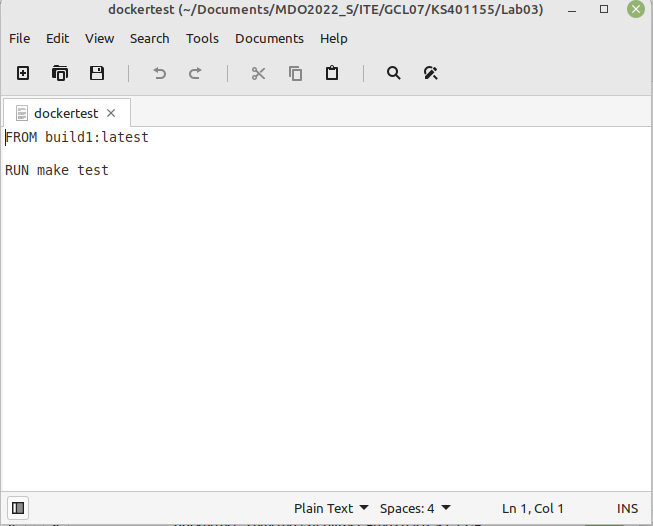 dockertest (~/Documents/MDO2022_S/ITE/GCL07/KS401155/Lab03)
File Edit View Search Tools Documents Help
dockertest
FROM build1:latest
RUN make test
Plain Text Spaces: 4 Ln 1, Col 1 INS